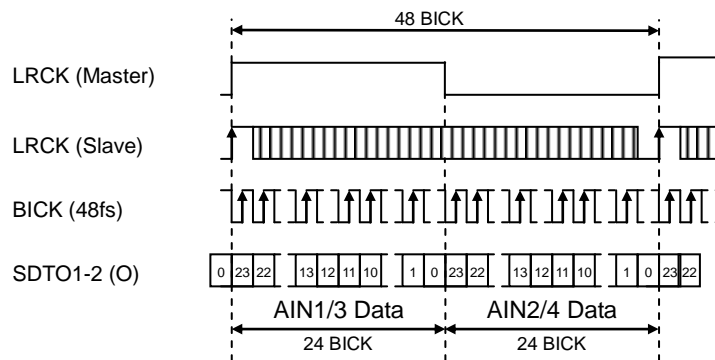 48 BICK
LRCK (Master)
LRCK (Slave)
BICK (48fs)
SDTO1-2 (O) 0 23 22 13 12 11 10 1 0 23 22 13 12 11 10 1 0 23 22
AIN1/3 Data AIN2/4 Data
24 BICK 24 BICK